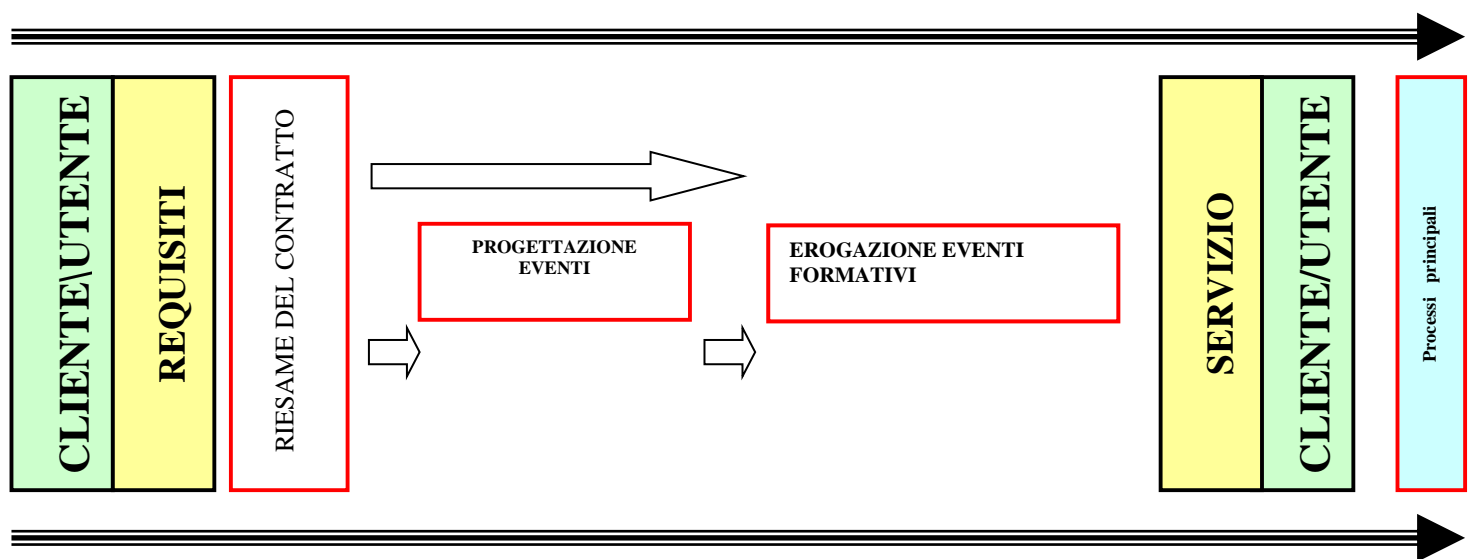 CLIENTE\UTENTE
REQUISITI
RIESAME DEL CONTRATTO
PROGETTAZIONE
EVENTI
EROGAZIONE EVENTI
FORMATIVI
SERVIZIO
CLIENTE/UTENTE
Processi principali